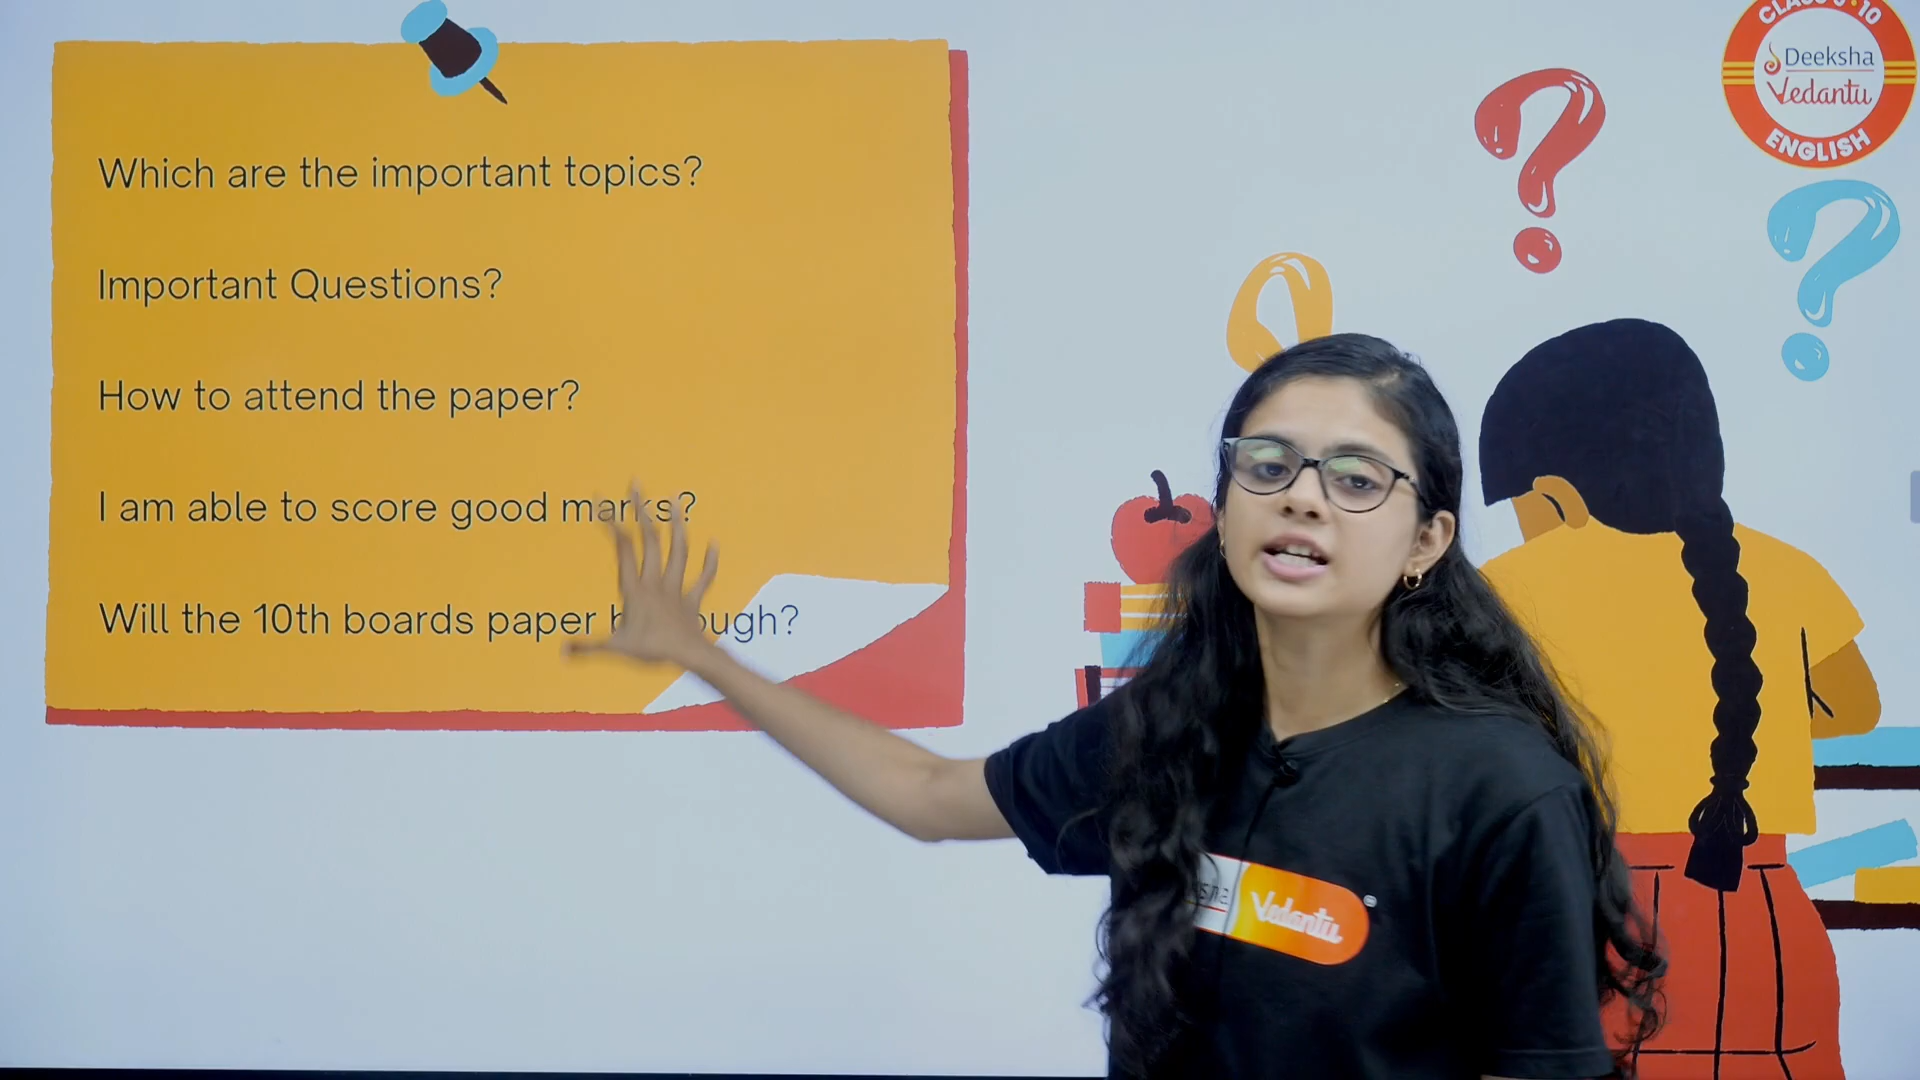 Which are the important topics?
Important Questions?
How to attend the paper?
I am able to score good marks?
Will the 10th boards paper
Deeksha
Vedantu
ENGLISH
Vedantu